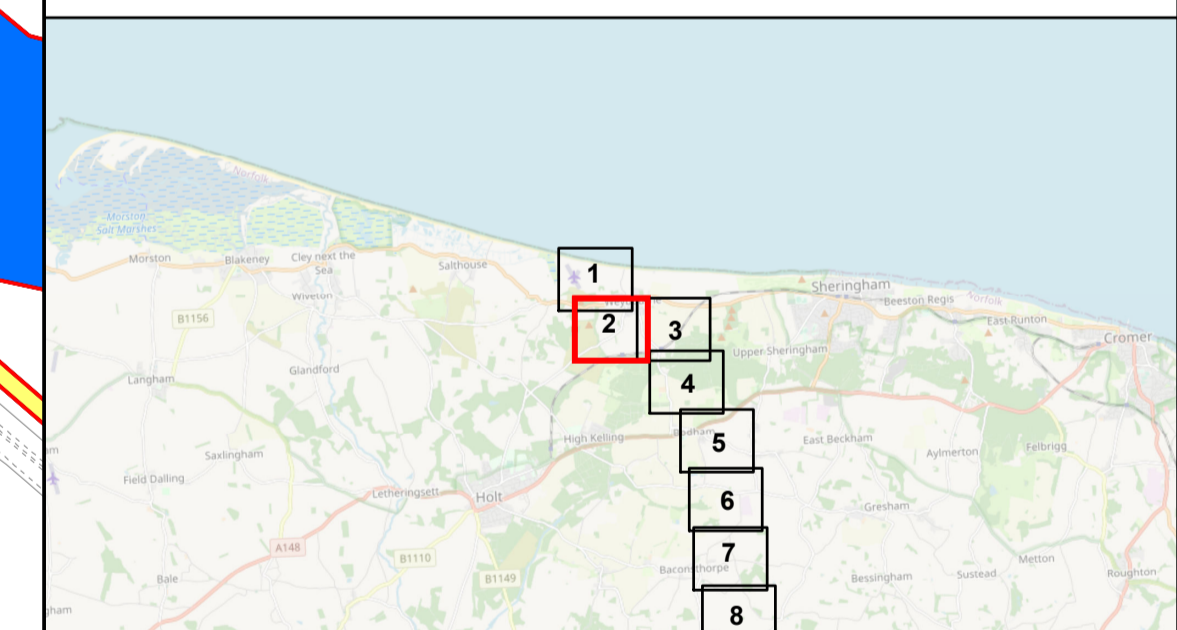 Norfolk
Morston
Salt Marshes
Morston
Blakeney
Cley next the
Sea
Salthouse
Wiveton
B1156
Glandford
Langham
Saxlingham
Field Dalling
Letheringsett
Holt
High Kelling
A148
B1110
B1149
Bale
1
2
3
4
5
6
7
8
Sheringham
Beeston Regis
Norfolk
East Runton
Cromer
Upper Sheringham
East Beckham
Aylmerton
Felbrigg
Gresham
Metton
Bessingham
Sustead
Roughton